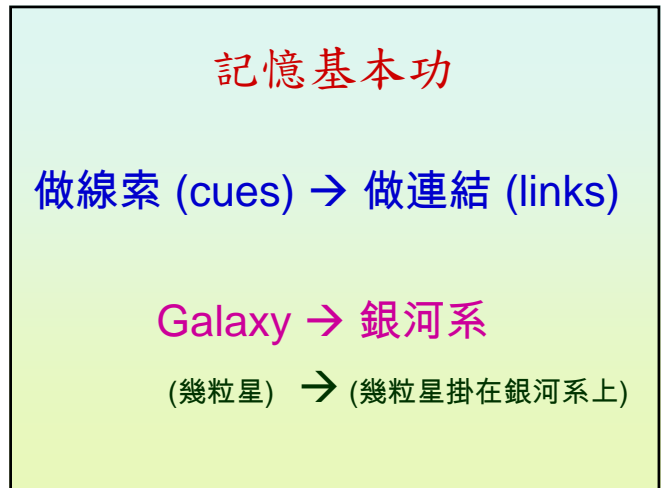 記憶基本功
做線索 (cues) → 做連結 (links)
Galaxy → 銀河系
(幾粒星) → (幾粒星掛在銀河系上)